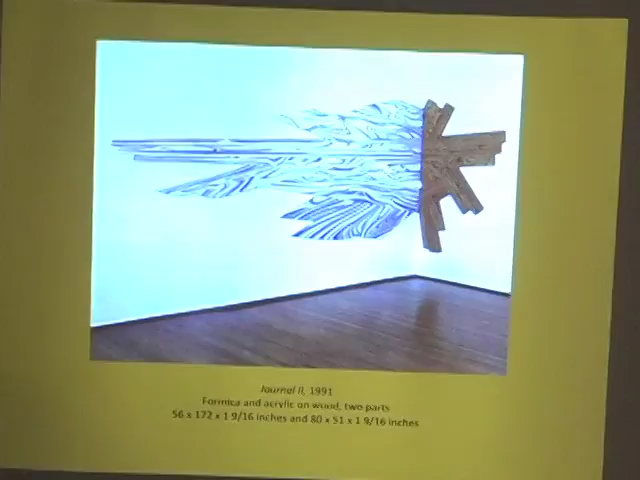 Journal II, 1991
Formica and acrylic on wood, two parts
56 x 172 x 1 9/16 inches and 80 x 51 x 1 9/16 inches